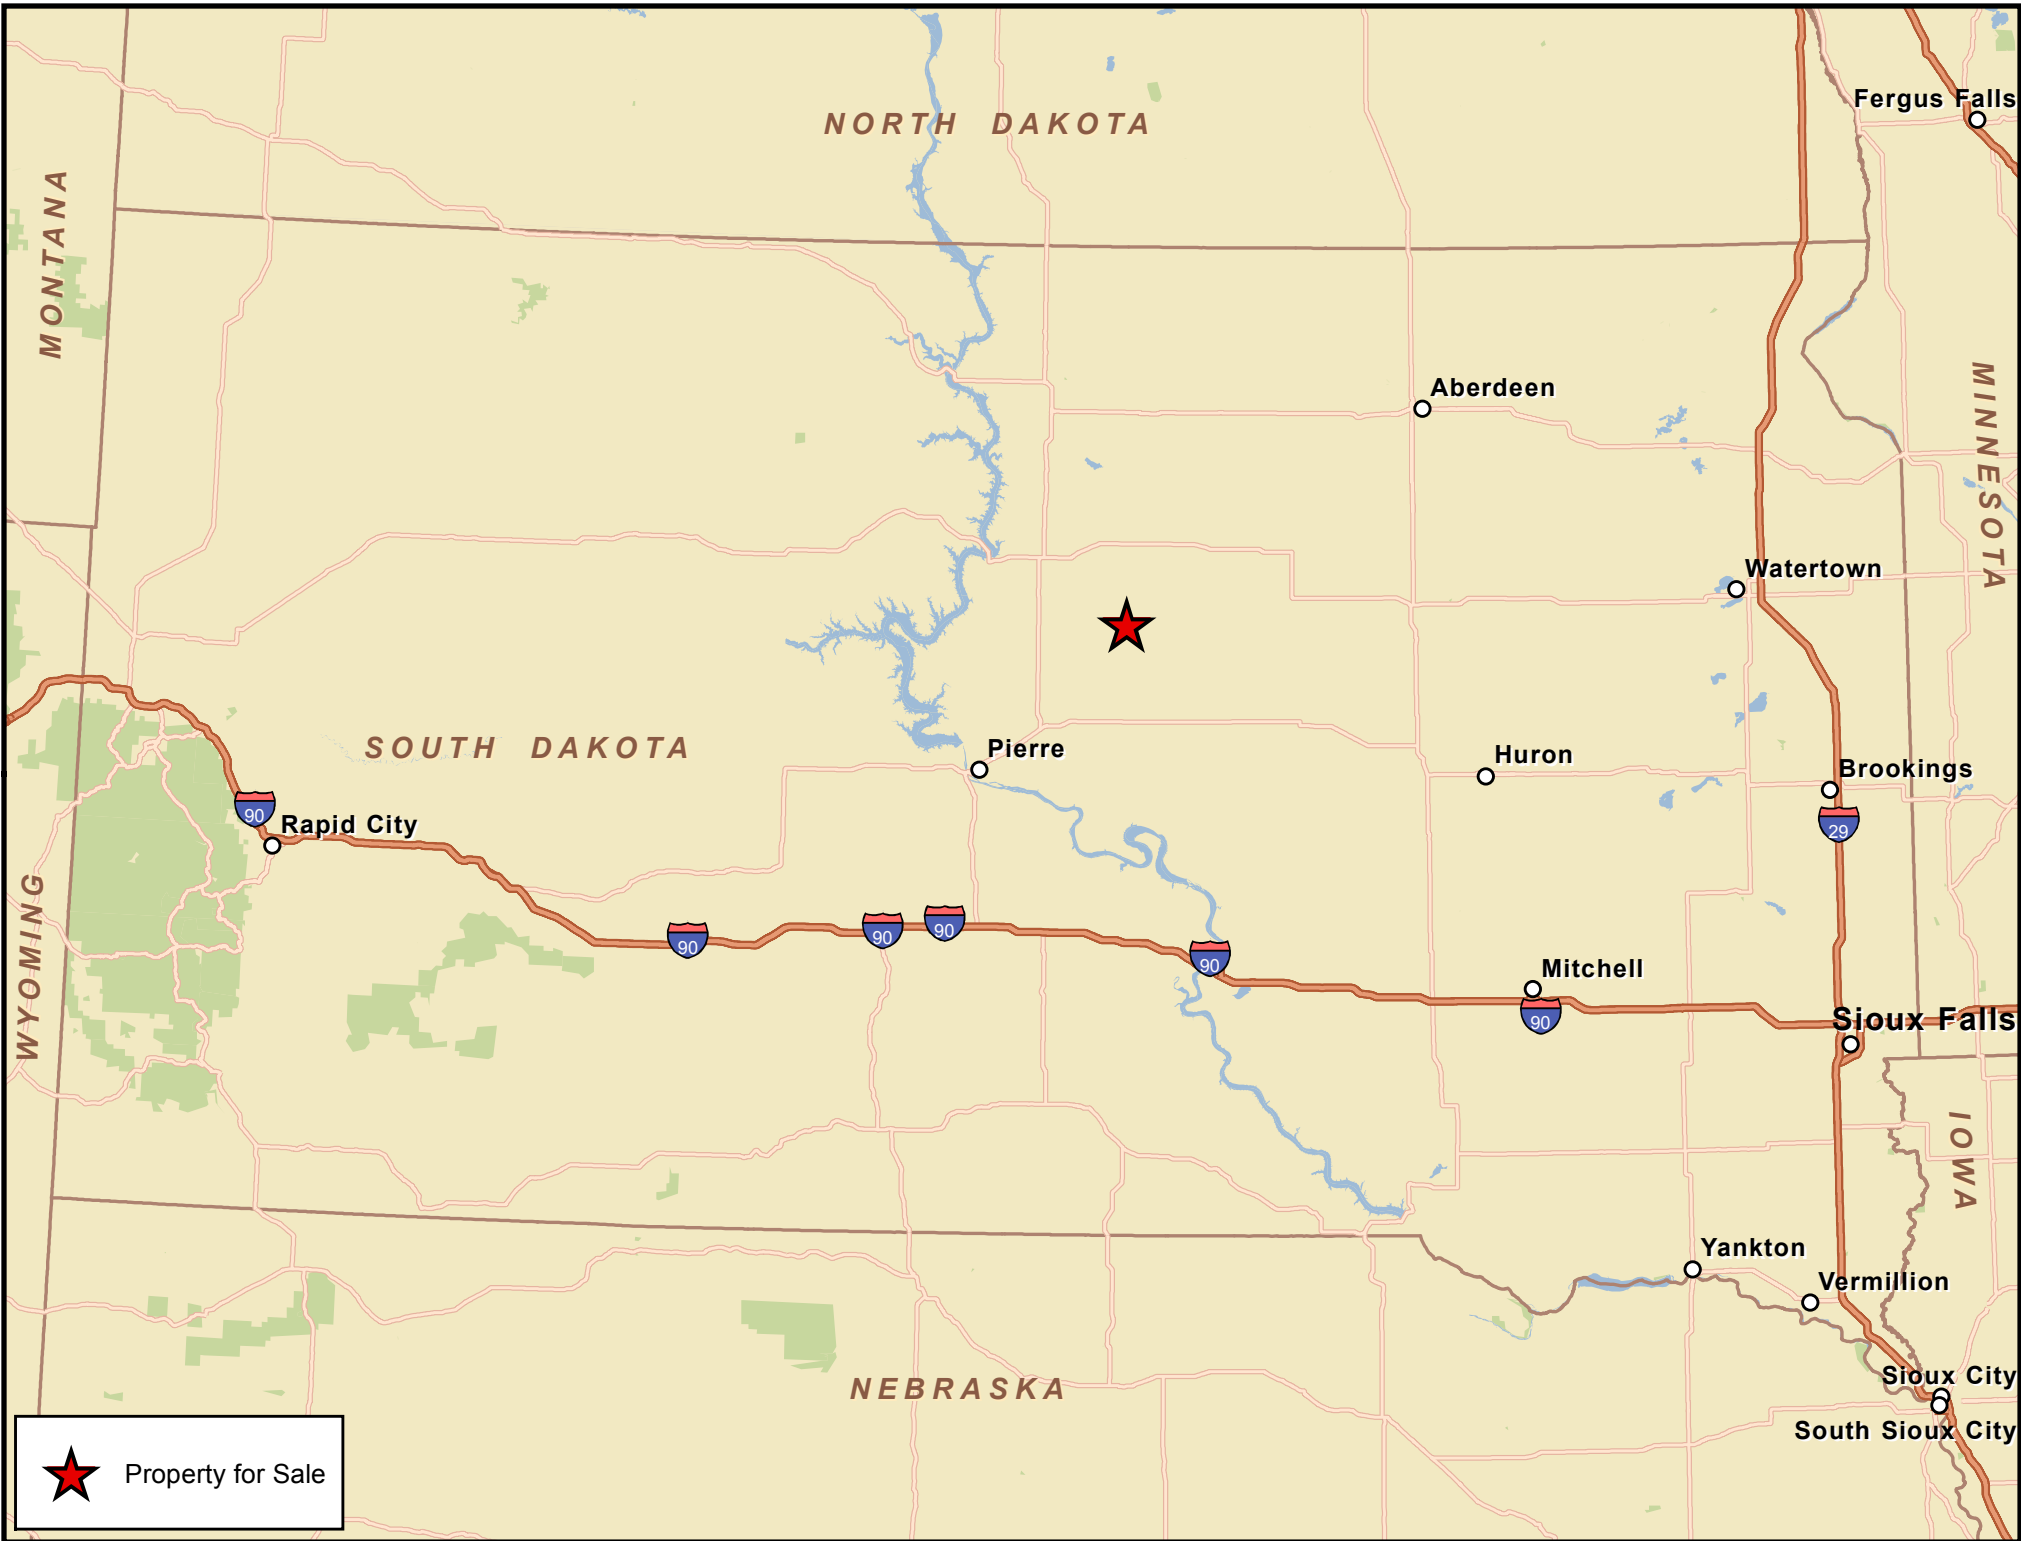 Fergus Falls
NORTH DAKOTA
MONTANA
MINNESOTA
Aberdeen
Watertown
SOUTH DAKOTA
Pierre
Huron
Brookings
90
Rapid City
29
WYOMING
90
90
90
90
Mitchell
90
Sioux Falls
IOWA
Yankton
Vermillion
NEBRASKA
Sioux City
South Sioux City
Property for Sale